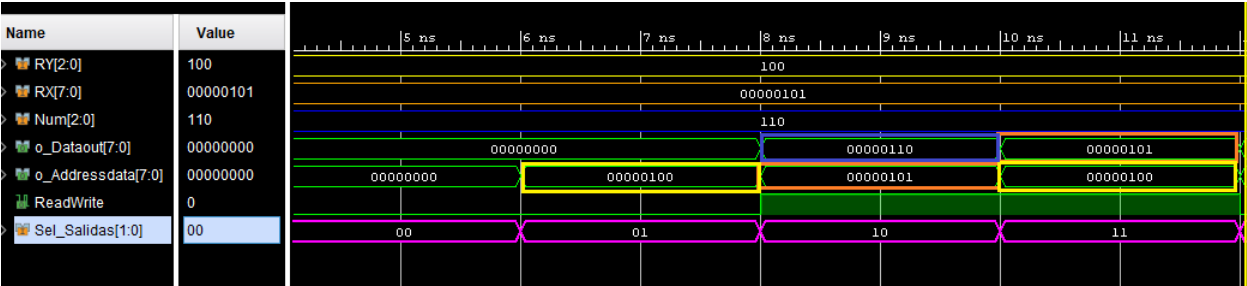 Name Value
5 ns 6 ns 7 ns 8 ns 9 ns 10 ns 11 ns
RY[2:0] 100 100
RX[7:0] 00000101 00000101
Num[2:0] 110 110
o_Dataout[7:0] 00000000 00000000 00000110 00000101
o_Addressdata[7:0] 00000000 00000000 00000100 00000101 00000100
ReadWrite 0
Sel_Salidas[1:0] 00 00 01 10 11